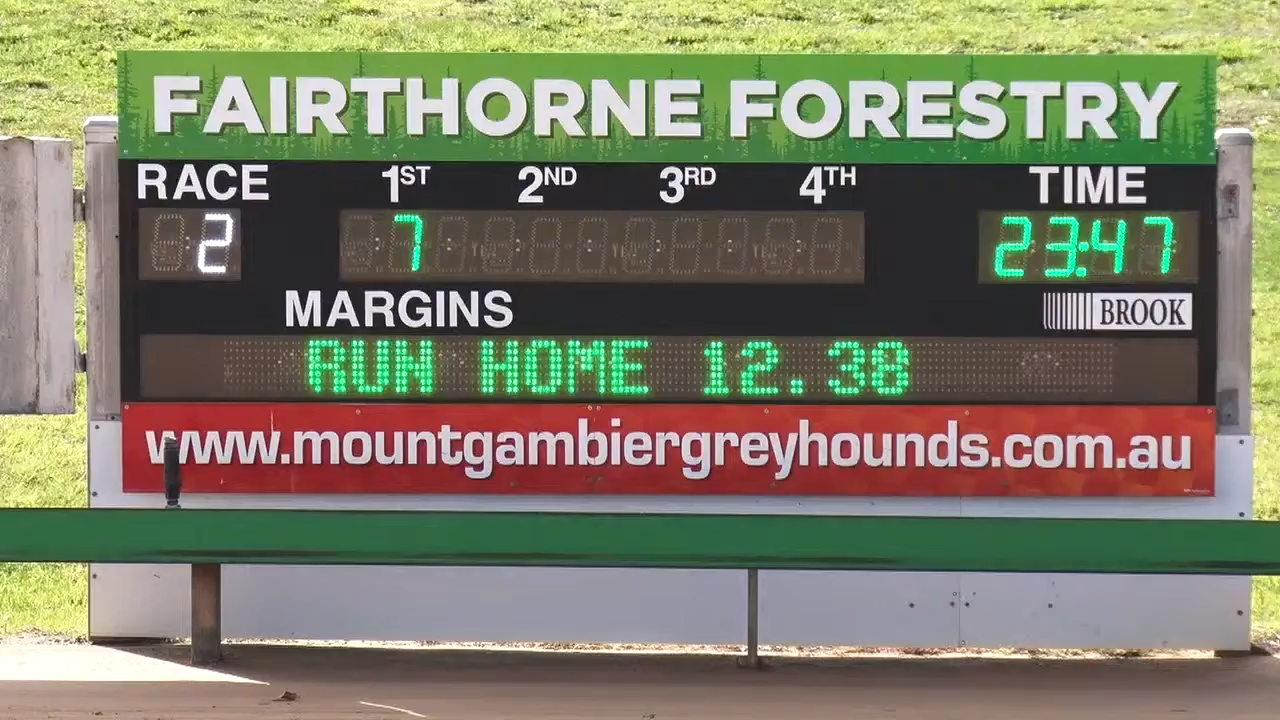 FAIRTHORNE FORESTRY
RACE 1ST 2ND 3RD 4TH TIME
2 7 23:47
MARGINS BROOK
RUN HOME 12.38
www.mountgambiergreyhounds.com.au